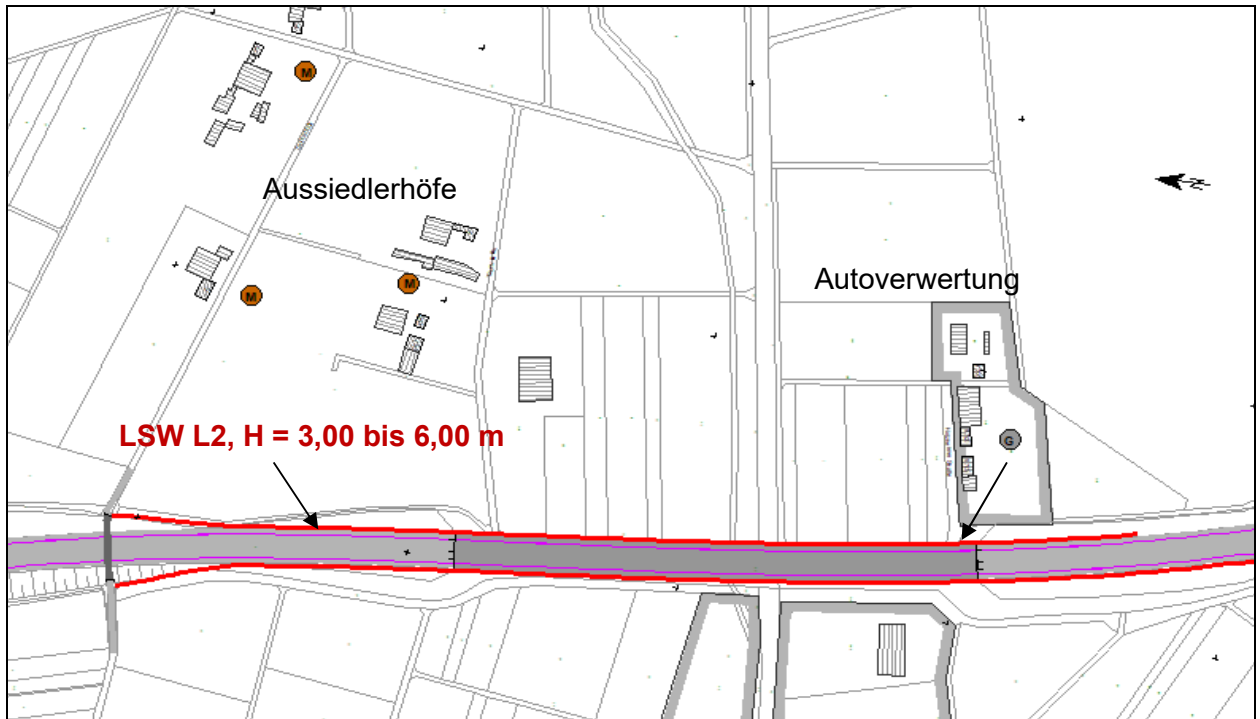 M
Aussiedlerhöfe
N
Autoverwertung
M
M
LSW L2, H = 3,00 bis 6,00 m
G